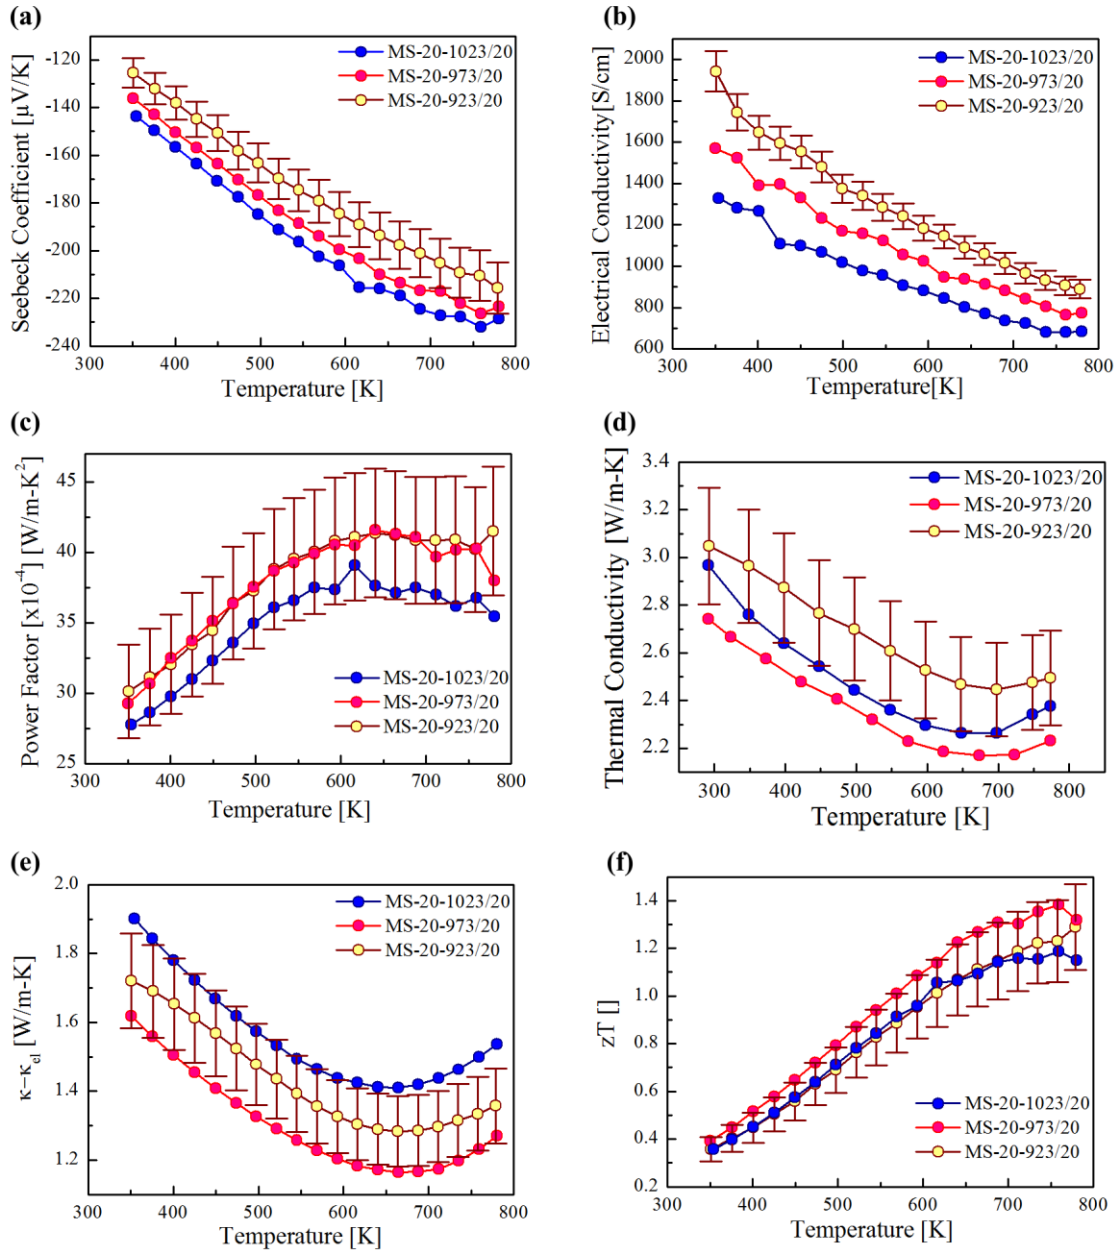 (a)
-120
-140
-160
-180
-200
-220
-240
300 400 500 600 700 800
Seebeck Coefficient [µV/K]
Temperature [K]
MS-20-1023/20
MS-20-973/20
MS-20-923/20
(b)
2000
1800
1600
1400
1200
1000
800
600
300 400 500 600 700 800
Electrical Conductivity[S/cm]
Temperature[K]
MS-20-1023/20
MS-20-973/20
MS-20-923/20
(c)
45
40
35
30
25
300 400 500 600 700 800
Power Factor [x10⁻⁴] [W/m-K²]
Temperature [K]
MS-20-1023/20
MS-20-973/20
MS-20-923/20
(d)
3.4
3.2
3.0
2.8
2.6
2.4
2.2
300 400 500 600 700 800
Thermal Conductivity [W/m-K]
Temperature [K]
MS-20-1023/20
MS-20-973/20
MS-20-923/20
(e)
2.0
1.8
1.6
1.4
1.2
300 400 500 600 700 800
κ−κel [W/m-K]
Temperature [K]
MS-20-1023/20
MS-20-973/20
MS-20-923/20
(f)
1.4
1.2
1.0
0.8
0.6
0.4
0.2
300 400 500 600 700 800
zT []
Temperature [K]
MS-20-1023/20
MS-20-973/20
MS-20-923/20